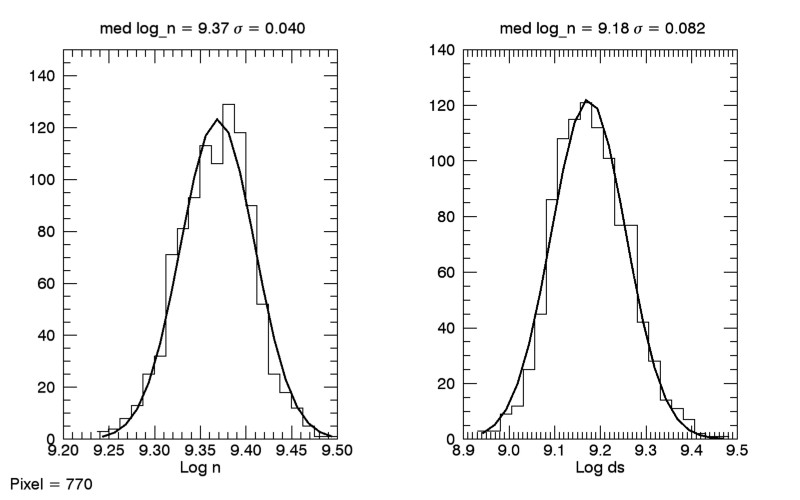 med log_n = 9.37 σ = 0.040
med log_n = 9.18 σ = 0.082
140
120
100
80
60
40
20
0
9.20 9.25 9.30 9.35 9.40 9.45 9.50
Log n
140
120
100
80
60
40
20
0
8.9 9.0 9.1 9.2 9.3 9.4 9.5
Log ds
Pixel = 770